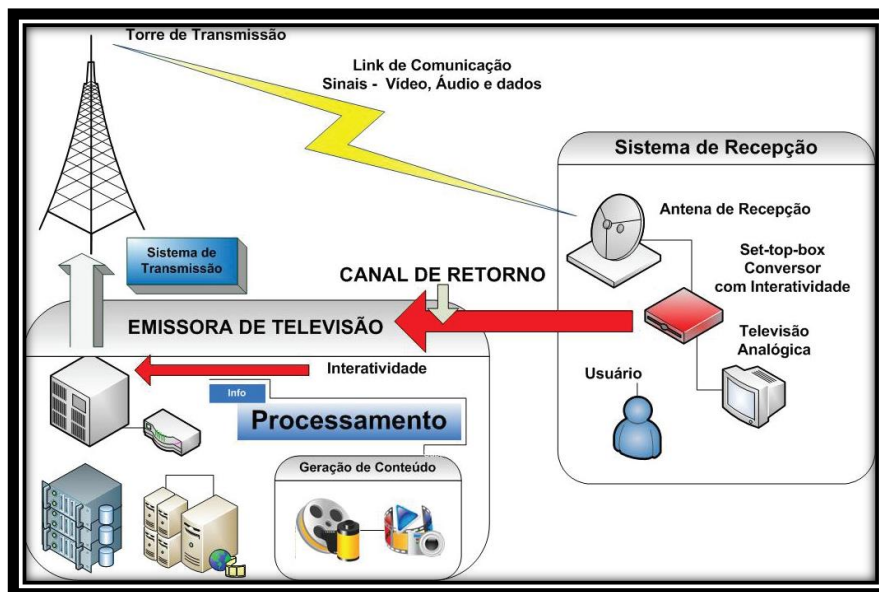 Torre de Transmissão
Link de Comunicação
Sinais - Vídeo, Áudio e dados
Sistema de Recepção
Antena de Recepção
Sistema de
Transmissão
CANAL DE RETORNO
Set-top-box
Conversor
com Interatividade
EMISSORA DE TELEVISÃO
Televisão
Analógica
Interatividade
Usuário
Info
Processamento
Geração de Conteúdo